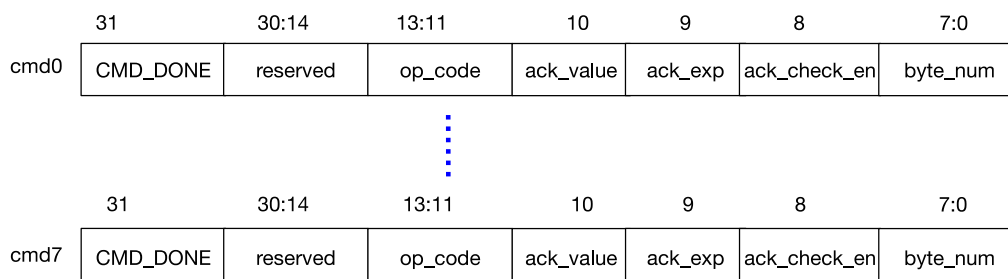 31 30:14 13:11 10 9 8 7:0
cmd0 CMD_DONE reserved op_code ack_value ack_exp ack_check_en byte_num
31 30:14 13:11 10 9 8 7:0
cmd7 CMD_DONE reserved op_code ack_value ack_exp ack_check_en byte_num